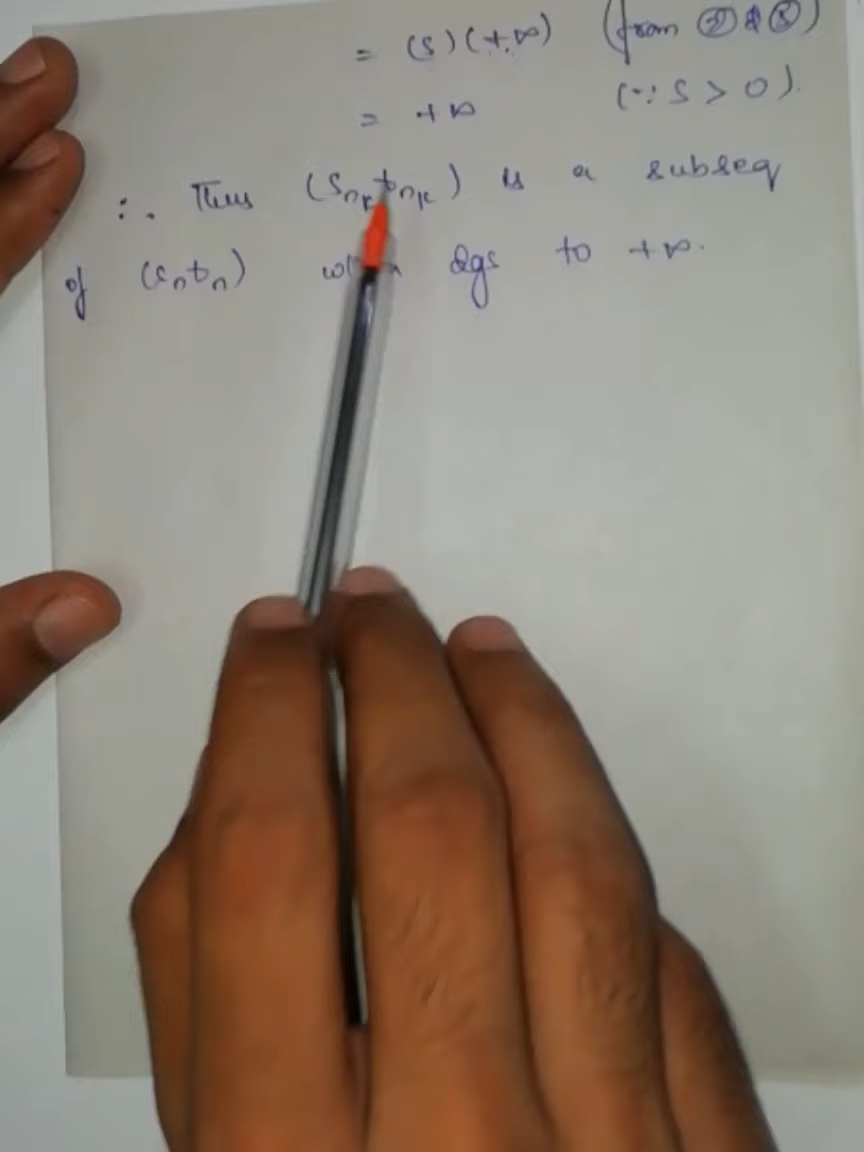 = (s)(+∞) (from ② & ③)
= +∞ (∵ s > 0).
∴ Thus (s_{n_k} t_{n_k}) is a subseq
of (s_n t_n) dgs to +∞.